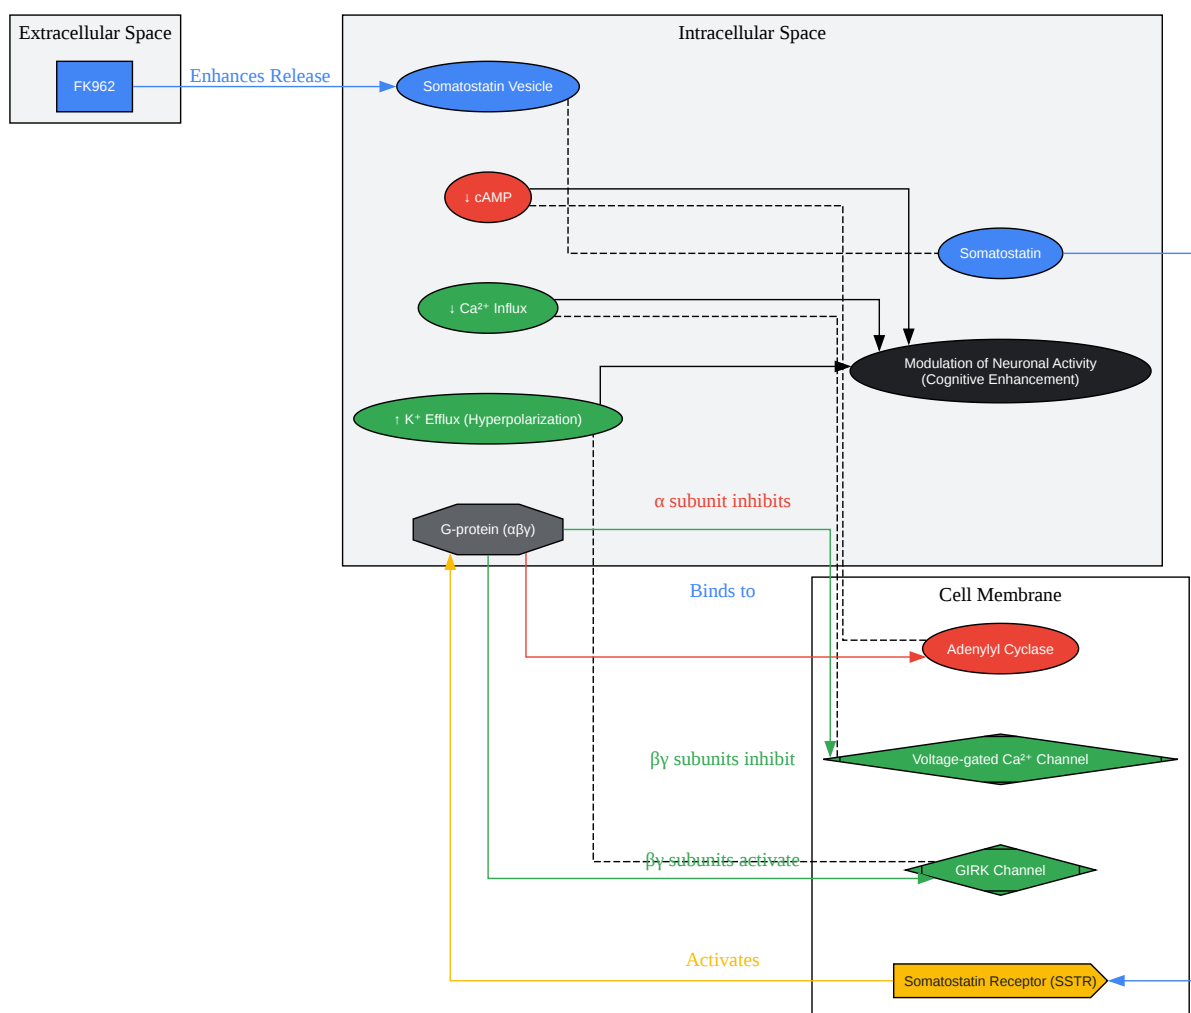 Extracellular Space
Intracellular Space
FK962
Enhances Release
Somatostatin Vesicle
↓ cAMP
Somatostatin
↓ Ca²⁺ Influx
Modulation of Neuronal Activity
(Cognitive Enhancement)
↑ K⁺ Efflux (Hyperpolarization)
α subunit inhibits
G-protein (αβγ)
Binds to
Cell Membrane
Adenylyl Cyclase
βγ subunits inhibit
Voltage-gated Ca²⁺ Channel
βγ subunits activate
GIRK Channel
Activates
Somatostatin Receptor (SSTR)